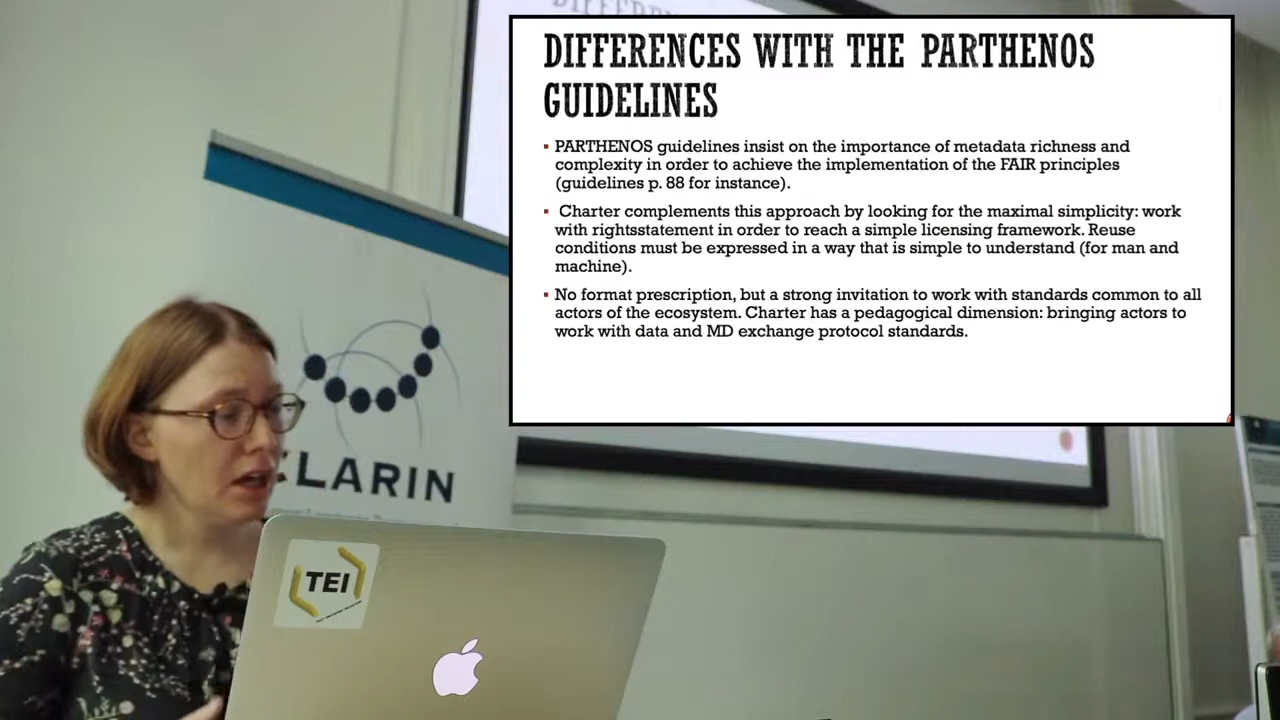 DIFFERENCES WITH THE PARTHENOS
GUIDELINES
▪ PARTHENOS guidelines insist on the importance of metadata richness and
complexity in order to achieve the implementation of the FAIR principles
(guidelines p. 88 for instance).
▪ Charter complements this approach by looking for the maximal simplicity: work
with rightsstatement in order to reach a simple licensing framework. Reuse
conditions must be expressed in a way that is simple to understand (for man and
machine).
▪ No format prescription, but a strong invitation to work with standards common to all
actors of the ecosystem. Charter has a pedagogical dimension: bringing actors to
work with data and MD exchange protocol standards.
CLARIN
TEI